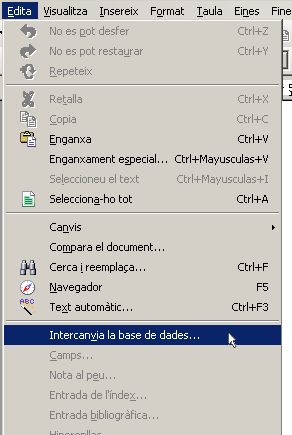 Edita Visualitza Insereix Format Taula Eines Fine
No es pot desfer Ctrl+Z
No es pot restaurar Ctrl+Y
Repeteix
Retalla Ctrl+X
Copia Ctrl+C
Enganxa Ctrl+V
Enganxament especial... Ctrl+Mayusculas+V
Seleccioneu el text Ctrl+Mayusculas+I
Selecciona-ho tot Ctrl+A
Canvis
Compara el document...
Cerca i reemplaça... Ctrl+F
Navegador F5
ABC Text automàtic... Ctrl+F3
Intercanvia la base de dades...
Camps...
Nota al peu...
Entrada de l'índex...
Entrada bibliogràfica...